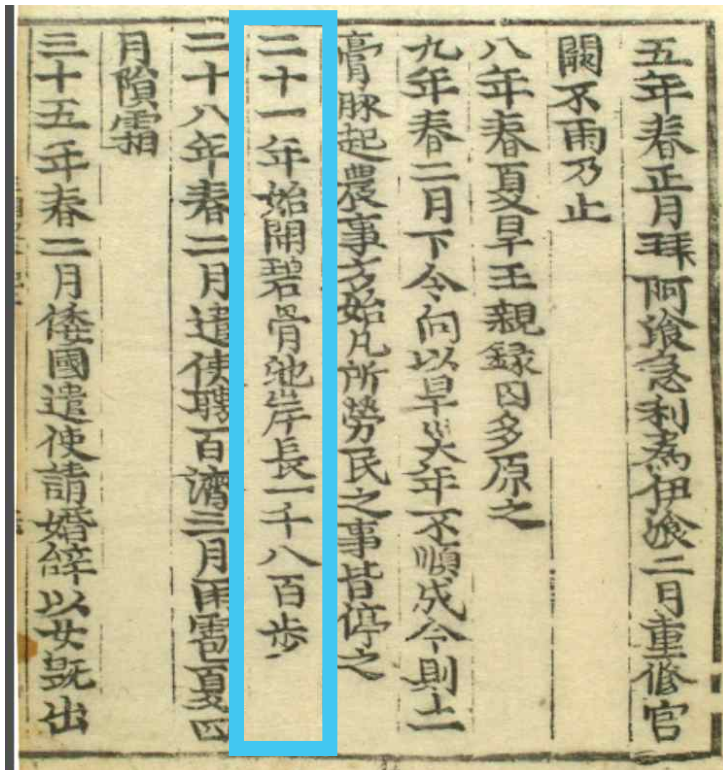 五年春正月拜阿飡急利爲伊飡二月重修宮
闕不雨乃止
八年春夏旱王親錄囚多原之
九年春二月下令向以旱災年不順成今則土
膏脉起農事方始凡所勞民之事皆停之
二十一年始開碧骨池岸長一千八百步
二十八年春二月遣使聘百濟三月雨雹夏四
月隕霜
三十五年春二月倭國遣使請婚辝以女旣出